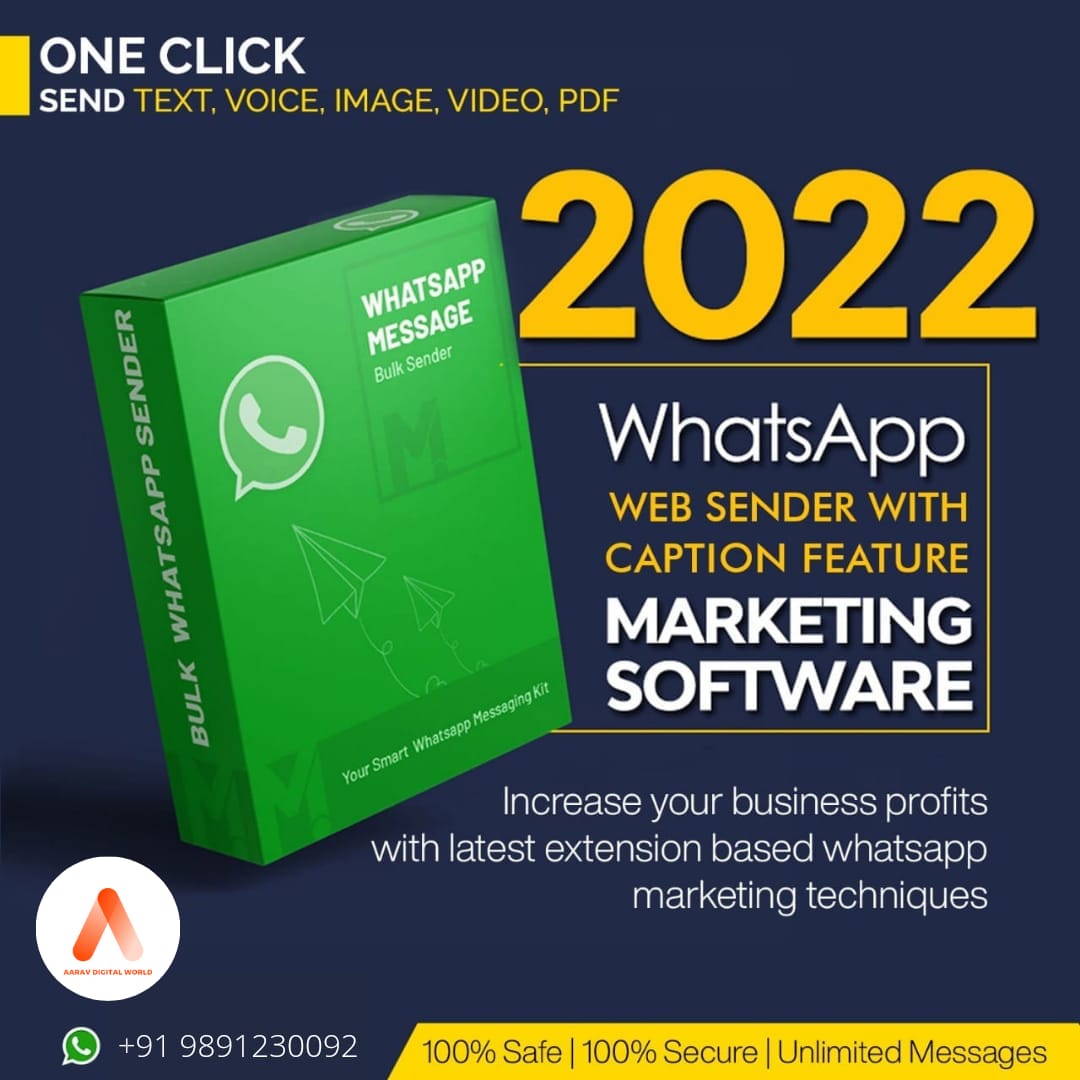 ONE CLICK
SEND TEXT, VOICE, IMAGE, VIDEO, PDF
2022
WHATSAPP
MESSAGE
Bulk Sender
BULK WHATSAPP SENDER
Your Smart Whatsapp Messaging Kit
WhatsApp
WEB SENDER WITH
CAPTION FEATURE
MARKETING
SOFTWARE
Increase your business profits
with latest extension based whatsapp
marketing techniques
AARAV DIGITAL WORLD
+91 9891230092
100% Safe | 100% Secure | Unlimited Messages